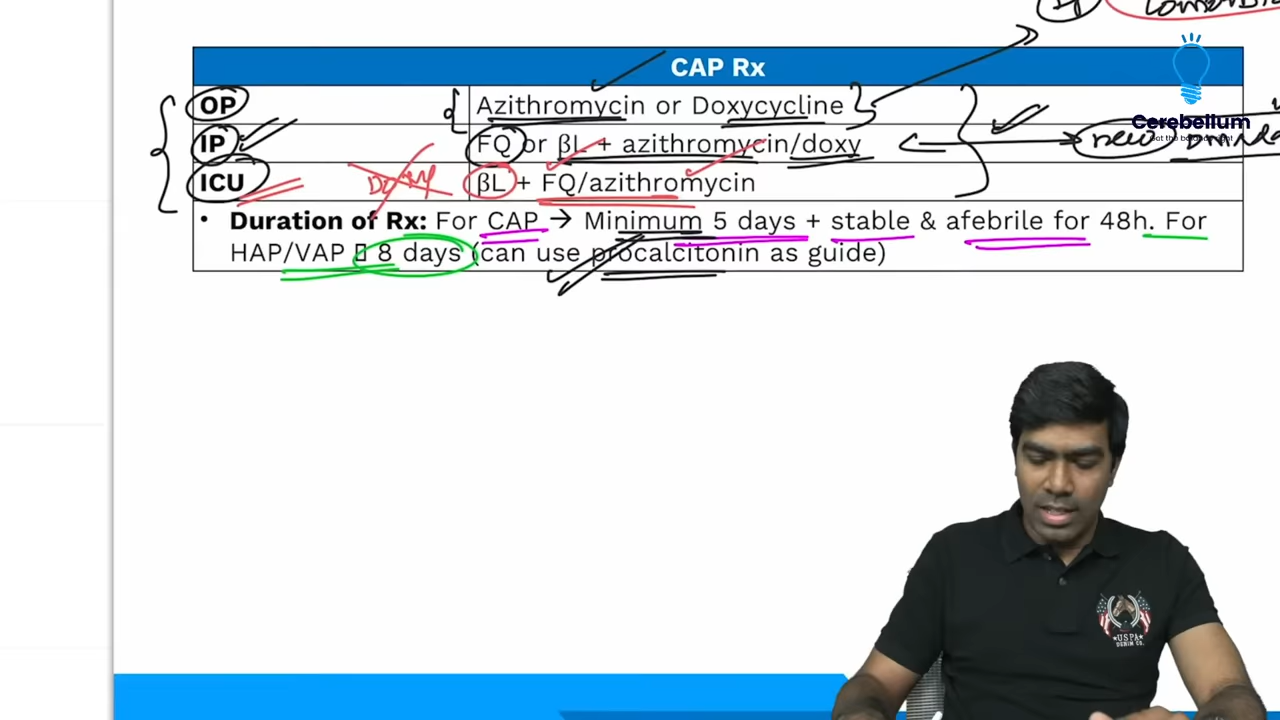 CAP Rx
OP
Azithromycin or Doxycycline
IP
FQ or βL + azithromycin/doxy
ICU
βL + FQ/azithromycin
• Duration of Rx: For CAP → Minimum 5 days + stable & afebrile for 48h. For
HAP/VAP 8 days (can use procalcitonin as guide)
Cerebellum
USPA
DENIM CO.